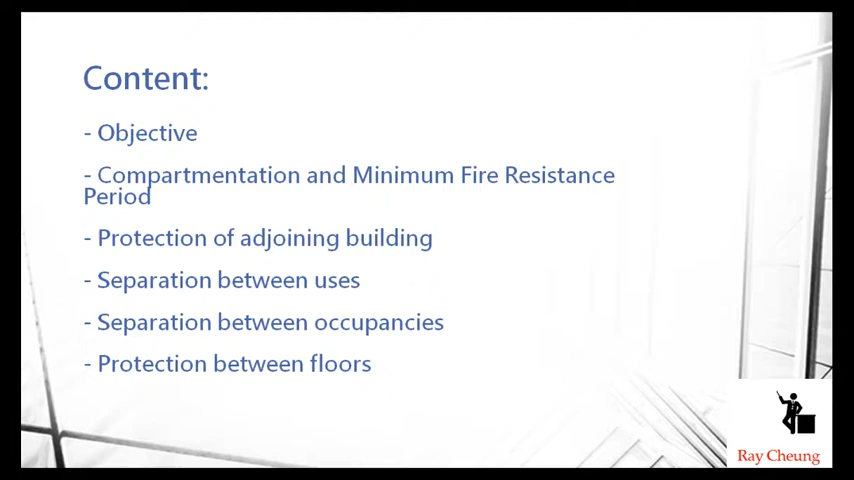 Content:
- Objective
- Compartmentation and Minimum Fire Resistance
Period
- Protection of adjoining building
- Separation between uses
- Separation between occupancies
- Protection between floors
Ray Cheung